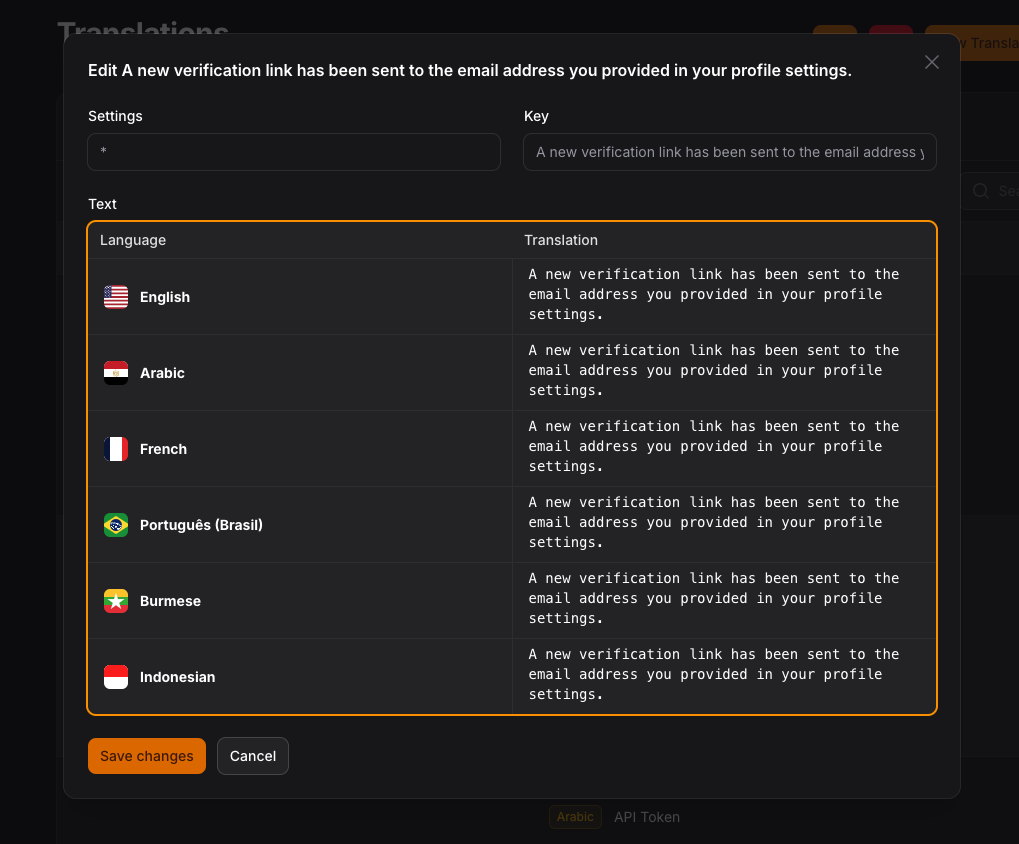 Translations
w Transla
Edit A new verification link has been sent to the email address you provided in your profile settings.
Settings
Key
*
A new verification link has been sent to the email address
Sea
Text
Language
Translation
English
A new verification link has been sent to the
email address you provided in your profile
settings.
Arabic
A new verification link has been sent to the
email address you provided in your profile
settings.
French
A new verification link has been sent to the
email address you provided in your profile
settings.
Português (Brasil)
A new verification link has been sent to the
email address you provided in your profile
settings.
Burmese
A new verification link has been sent to the
email address you provided in your profile
settings.
Indonesian
A new verification link has been sent to the
email address you provided in your profile
settings.
Save changes
Cancel
Arabic
API Token